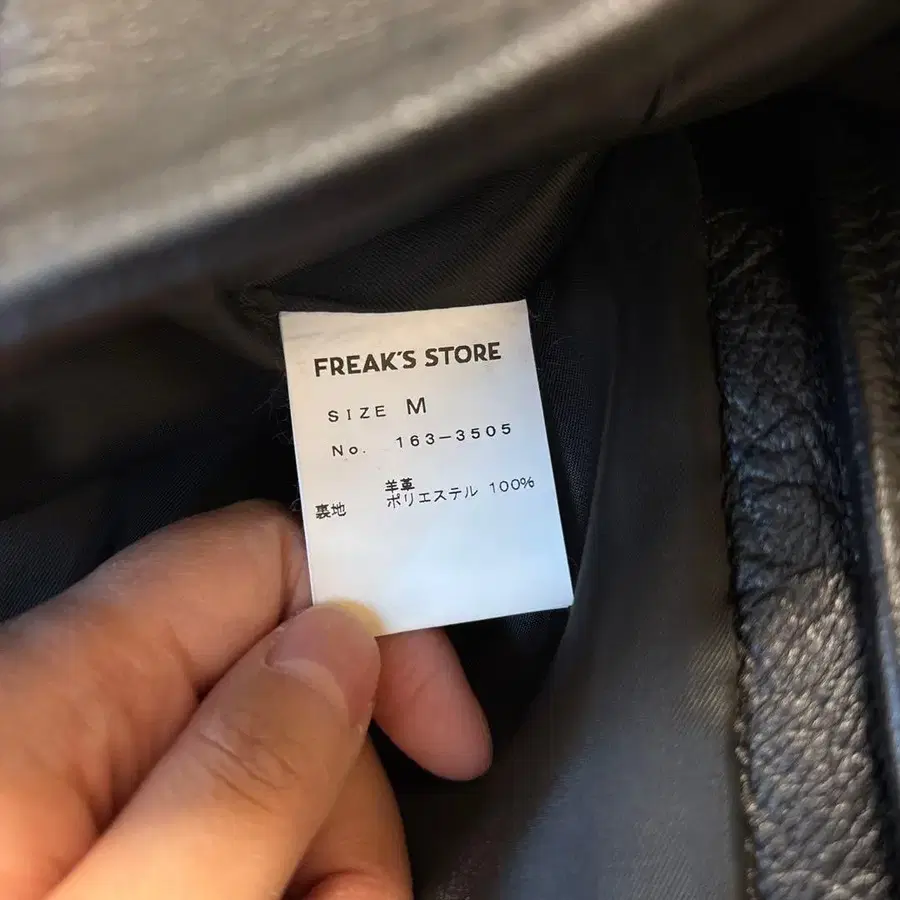 FREAK'S STORE
SIZE M
No. 163-3505
羊革
裏地 ポリエステル 100%